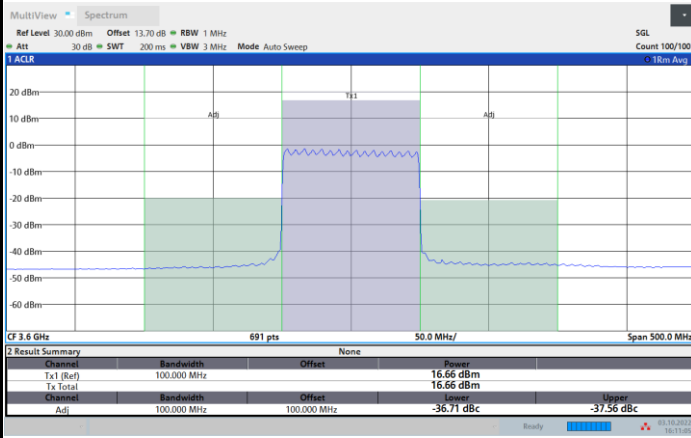 MultiView Spectrum
Ref Level 30.00 dBm Offset 13.70 dB RBW 1 MHz SGL
Att 30 dB SWT 200 ms VBW 3 MHz Mode Auto Sweep Count 100/100
1 ACLR 1Rm Avg
20 dBm
Tx1
10 dBm Adj Adj
0 dBm
-10 dBm
-20 dBm
-30 dBm
-40 dBm
-50 dBm
-60 dBm
CF 3.6 GHz 691 pts 50.0 MHz/ Span 500.0 MHz
2 Result Summary None
Channel Bandwidth Offset Power
Tx1 (Ref) 100.000 MHz 16.66 dBm
Tx Total 16.66 dBm
Channel Bandwidth Offset Lower Upper
Adj 100.000 MHz 100.000 MHz -36.71 dBc -37.56 dBc
Ready